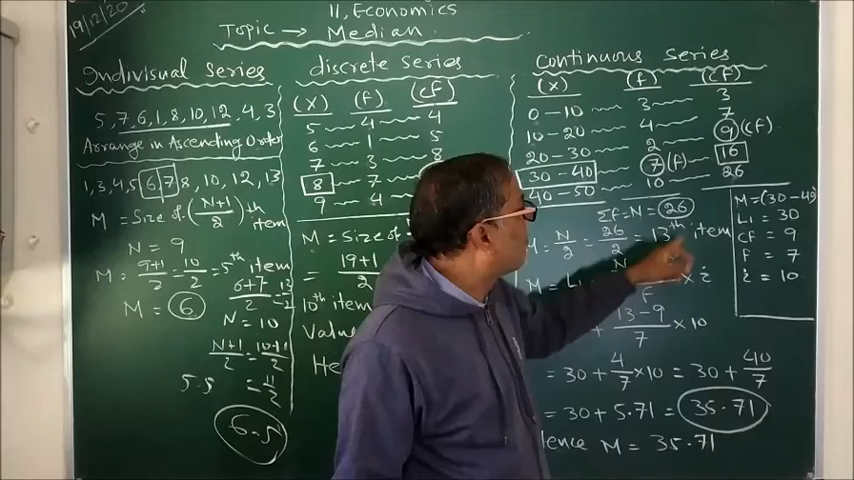 19/12/20
11, Economics
Topic → Median
Indivisual Series
5, 7, 6, 1, 8, 10, 12, 4, 3
Arrange in Ascending Order
1, 3, 4, 5, 6, 7, 8, 10, 12, 13
M = Size of (N+1/2)th item
N = 9
M = 9+1/2 = 10/2 = 5th item
6+7/2 = 13/2
M = 6
N = 10
N+1/2 = 10+1/2
5.5 = 11/2
6.5
Discrete Series
(X) (f) (cf)
5 4 4
6 1 5
7 3 8
8 7
9 4
M = Size of
= 19+1/2
10th item
Value
Continuous Series
(X) (f) (cf)
0-10 3 3
10-20 4 7
20-30 2 9 (cf)
30-40 7 (f) 16
40-50 10 26
Σf = N = 26
M = N/2 = 26/2 = 13th item
M = L1
N
F × i
+ 13-9/7 × 10
= 30 + 4/7 × 10 = 30 + 40/7
= 30 + 5.71 = 35.71
Hence M = 35.71
M = (30-40)
L1 = 30
CF = 9
F = 7
i = 10